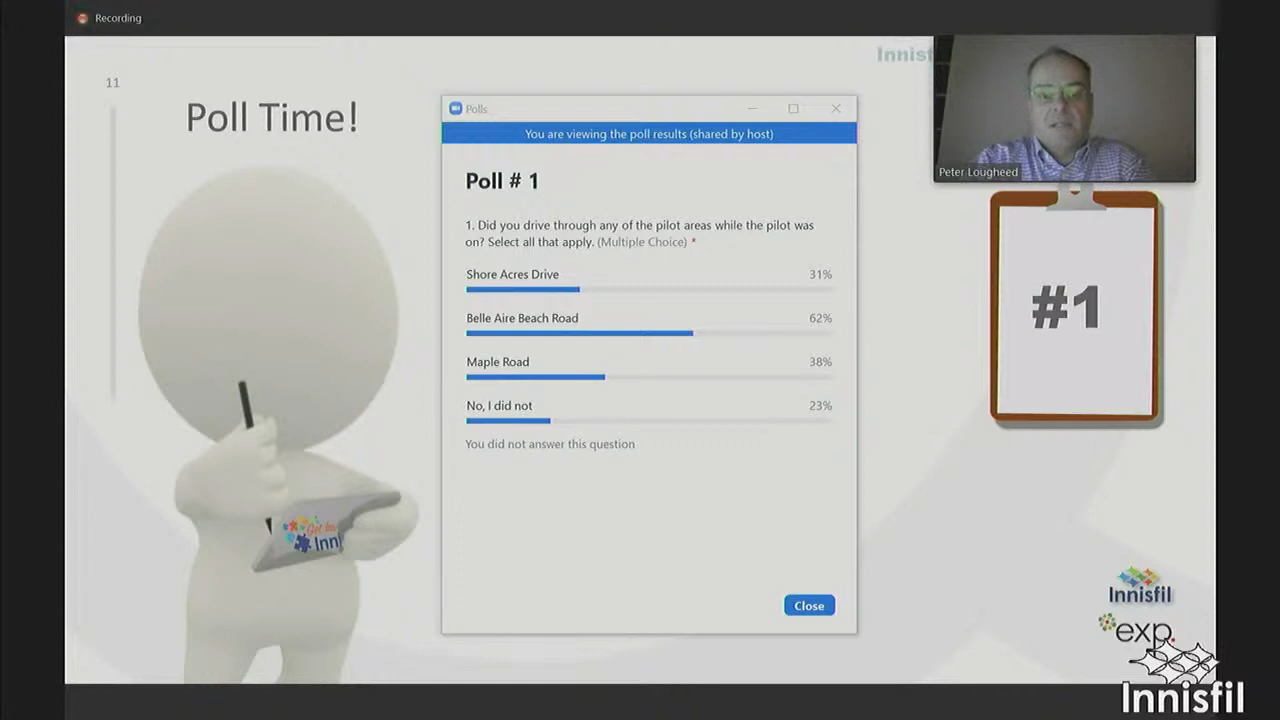 Recording
11
Poll Time!
Polls
You are viewing the poll results (shared by host)
Poll # 1
1. Did you drive through any of the pilot areas while the pilot was
on? Select all that apply. (Multiple Choice) *
Shore Acres Drive 31%
Belle Aire Beach Road 62%
Maple Road 38%
No, I did not 23%
You did not answer this question
Close
Peter Lougheed
#1
Get
Inn
Innisfil
exp.
Innisfil